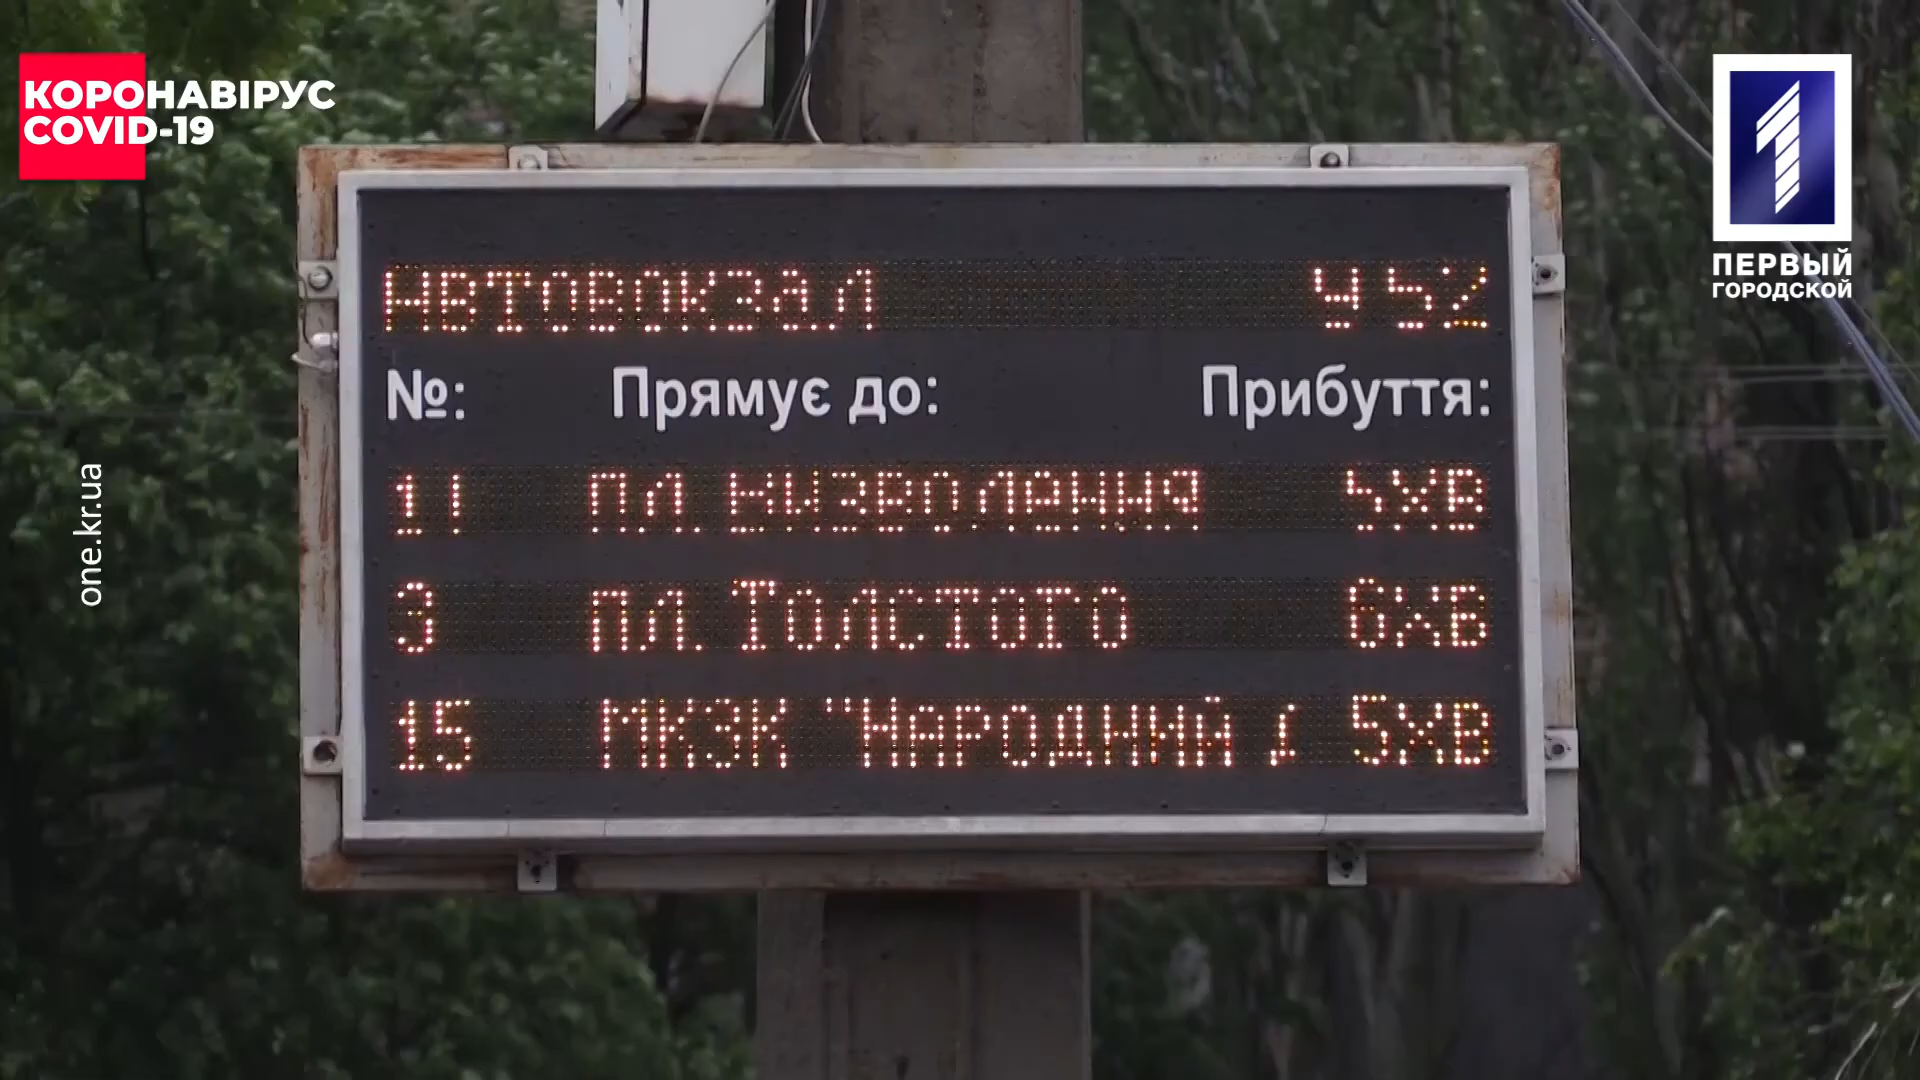 КОРОНАВІРУС
COVID-19
ПЕРВЫЙ
ГОРОДСКОЙ
one.kr.ua
АВТОВОКЗАЛ
№: Прямує до: Прибуття:
11 пл. Визволення 5хв
3 пл. Толстого 6хв
15 МКЗК "Народний 5хв